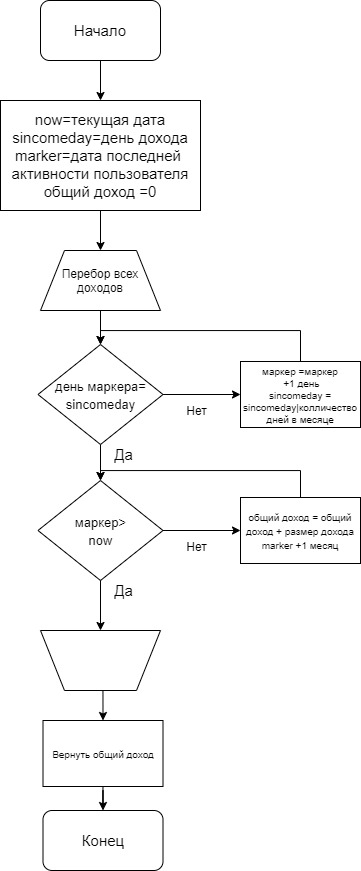 Начало
now=текущая дата
sincomeday=день дохода
marker=дата последней
активности пользователя
общий доход =0
Перебор всех
доходов
день маркера=
sincomeday
Нет
маркер =маркер
+1 день
sincomeday =
sincomeday|колличество
дней в месяце
Да
маркер>
now
Нет
общий доход = общий
доход + размер дохода
marker +1 месяц
Да
Вернуть общий доход
Конец